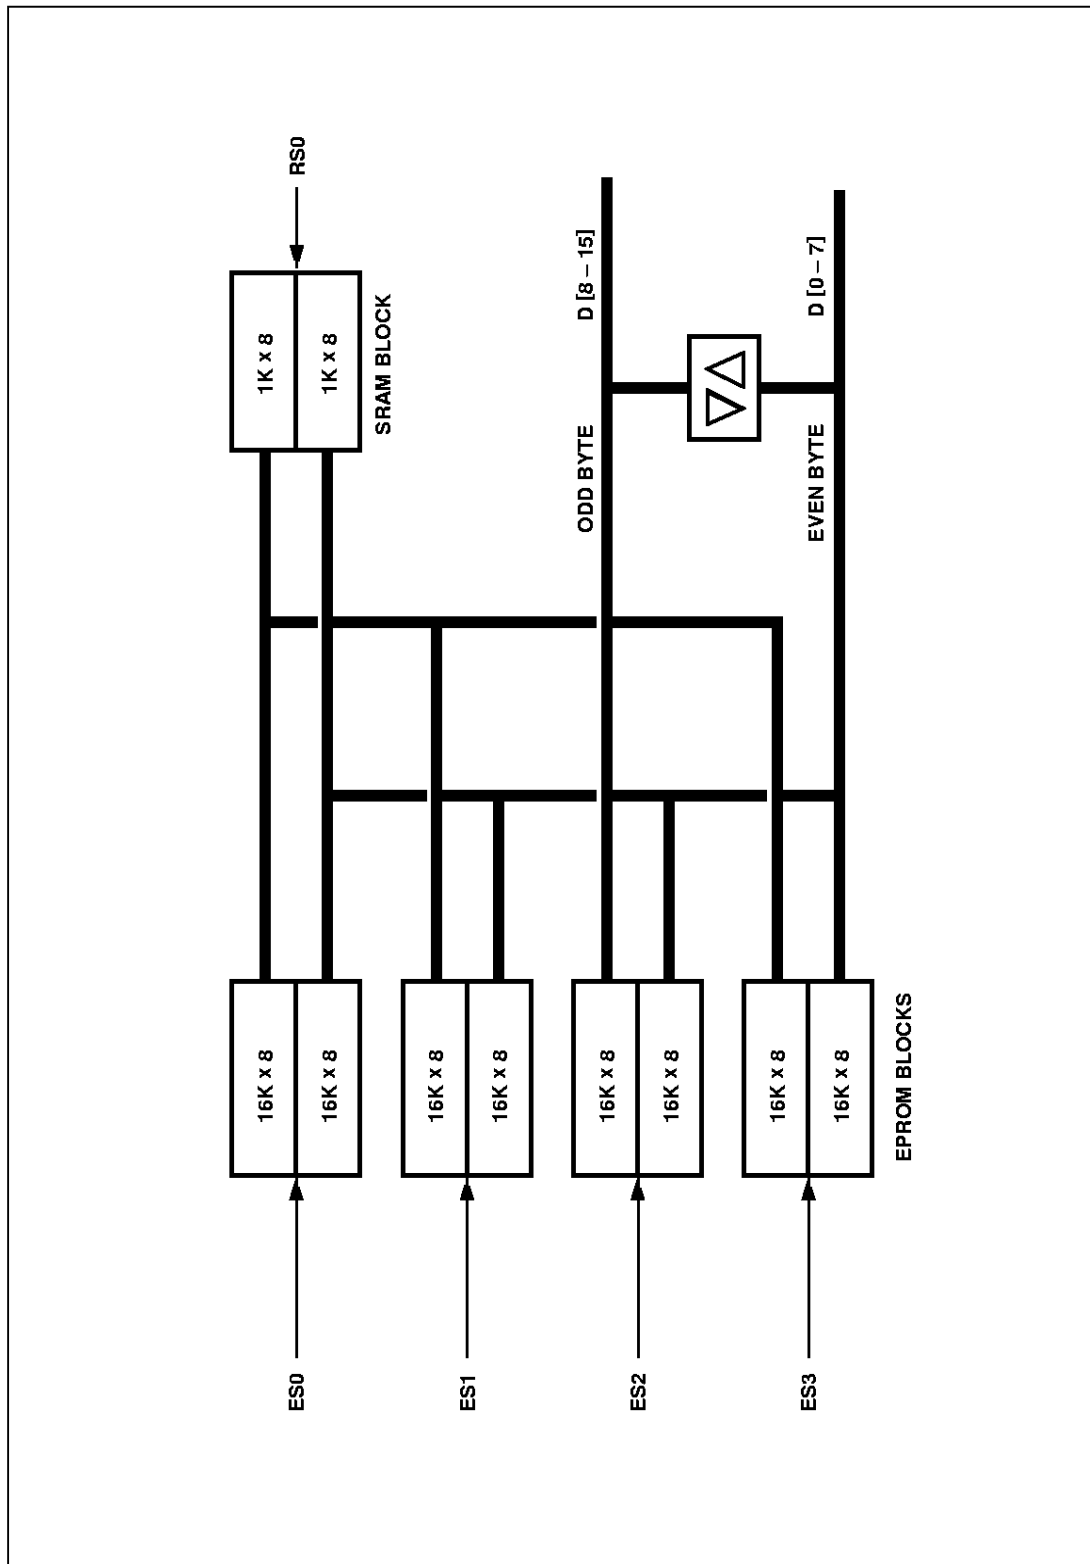 RS0
1K x 8
1K x 8
SRAM BLOCK
D [8 – 15]
D [0 – 7]
ODD BYTE
EVEN BYTE
16K x 8
16K x 8
16K x 8
16K x 8
16K x 8
16K x 8
16K x 8
16K x 8
EPROM BLOCKS
ES0
ES1
ES2
ES3